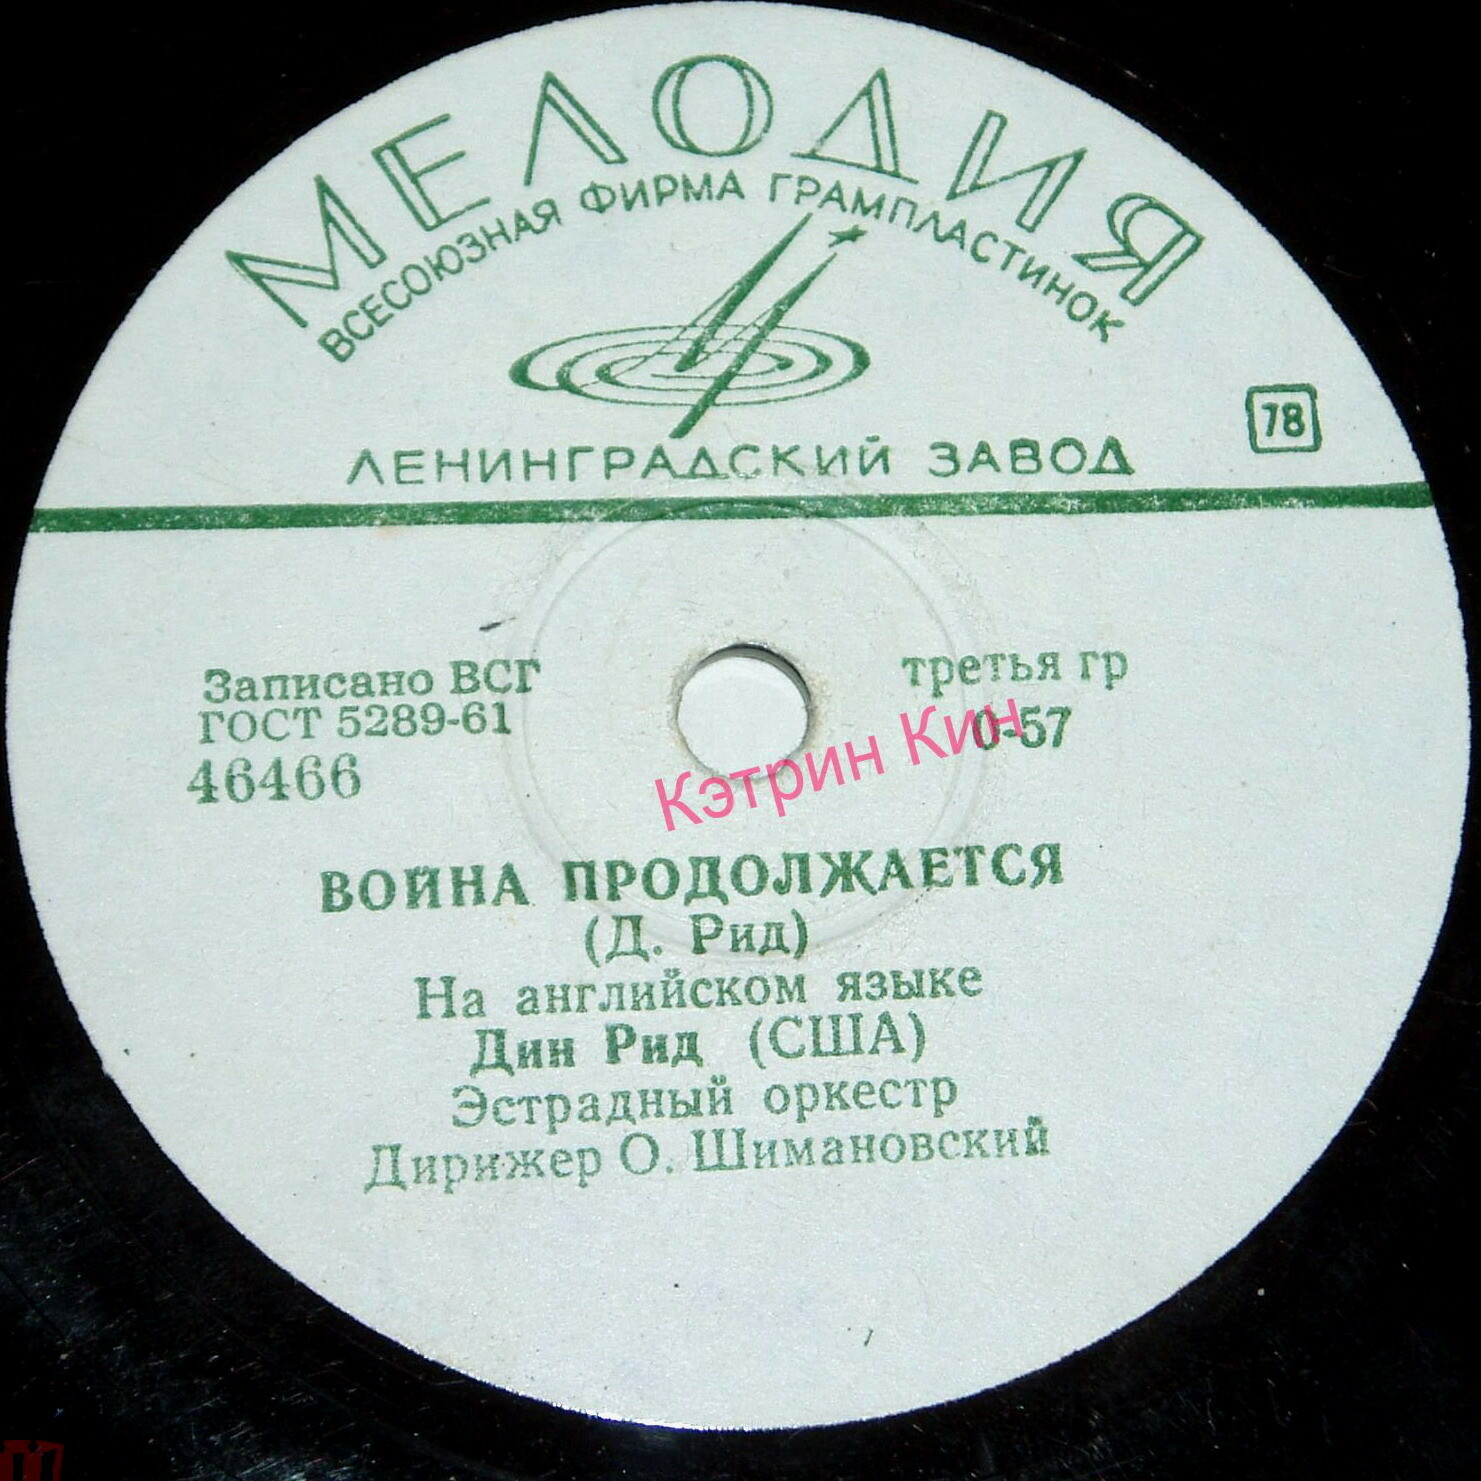 МЕЛОДИЯ
ВСЕСОЮЗНАЯ ФИРМА ГРАМПЛАСТИНОК
ЛЕНИНГРАДСКИЙ ЗАВОД
78
Записано ВСГ
ГОСТ 5289-61
46466
третья гр
0-57
Кэтрин Кин
ВОЙНА ПРОДОЛЖАЕТСЯ
(Д. Рид)
На английском языке
Дин Рид (США)
Эстрадный оркестр
Дирижер О. Шимановский